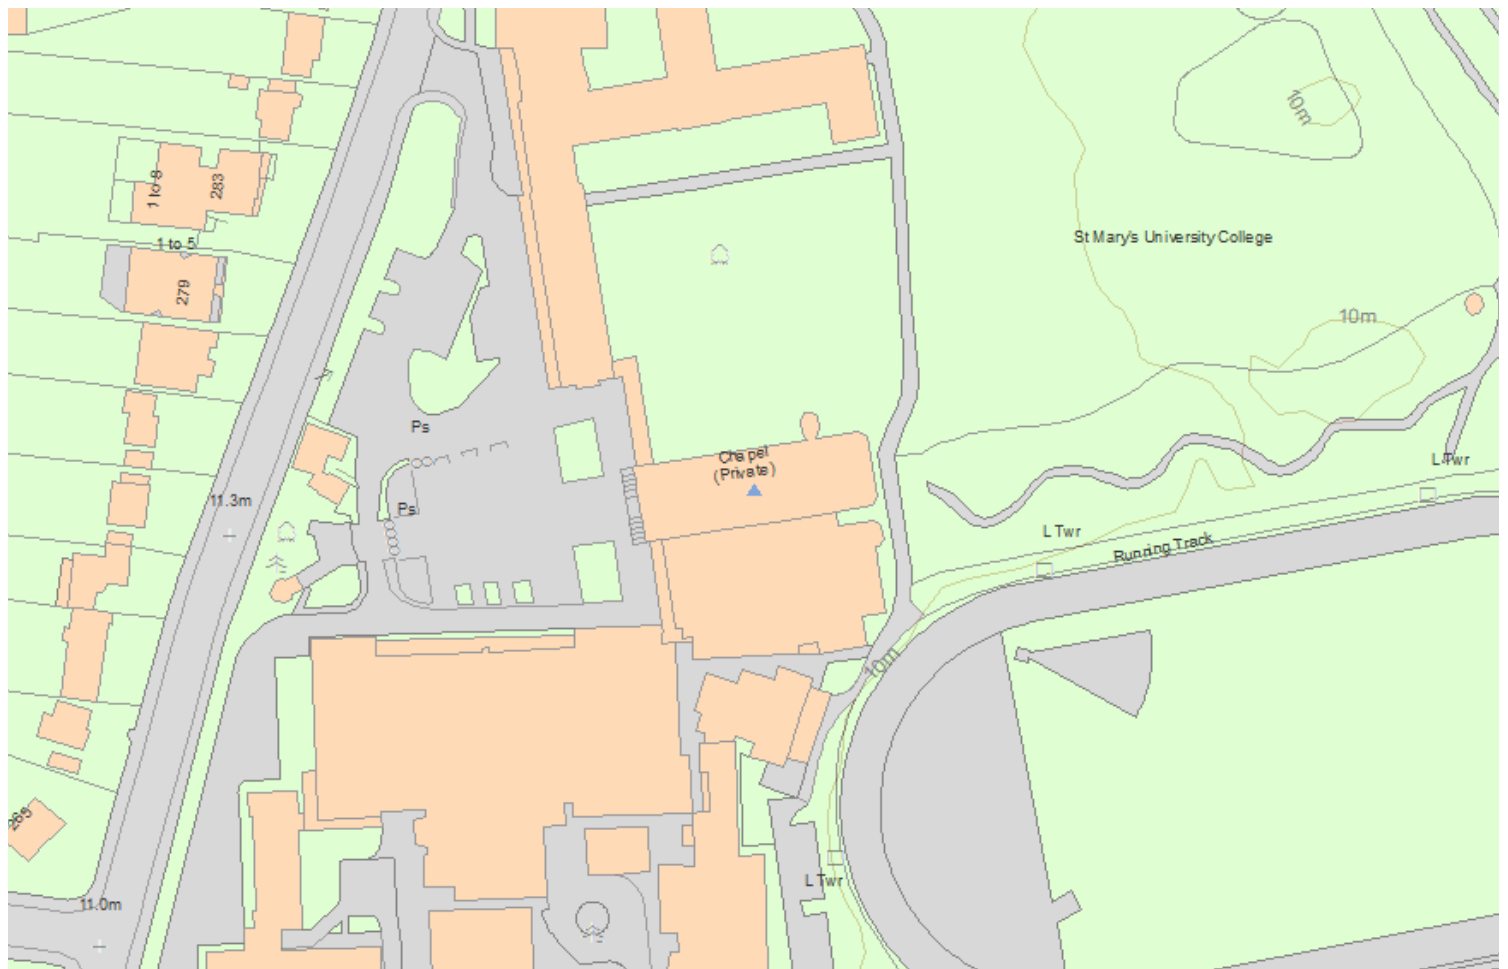 10m
1 to 8
283
St Mary's University College
1 to 5
279
10m
Ps
Chapel
(Private)
L Twr
11.3m
Ps
L Twr
Running Track
10m
265
L Twr
11.0m